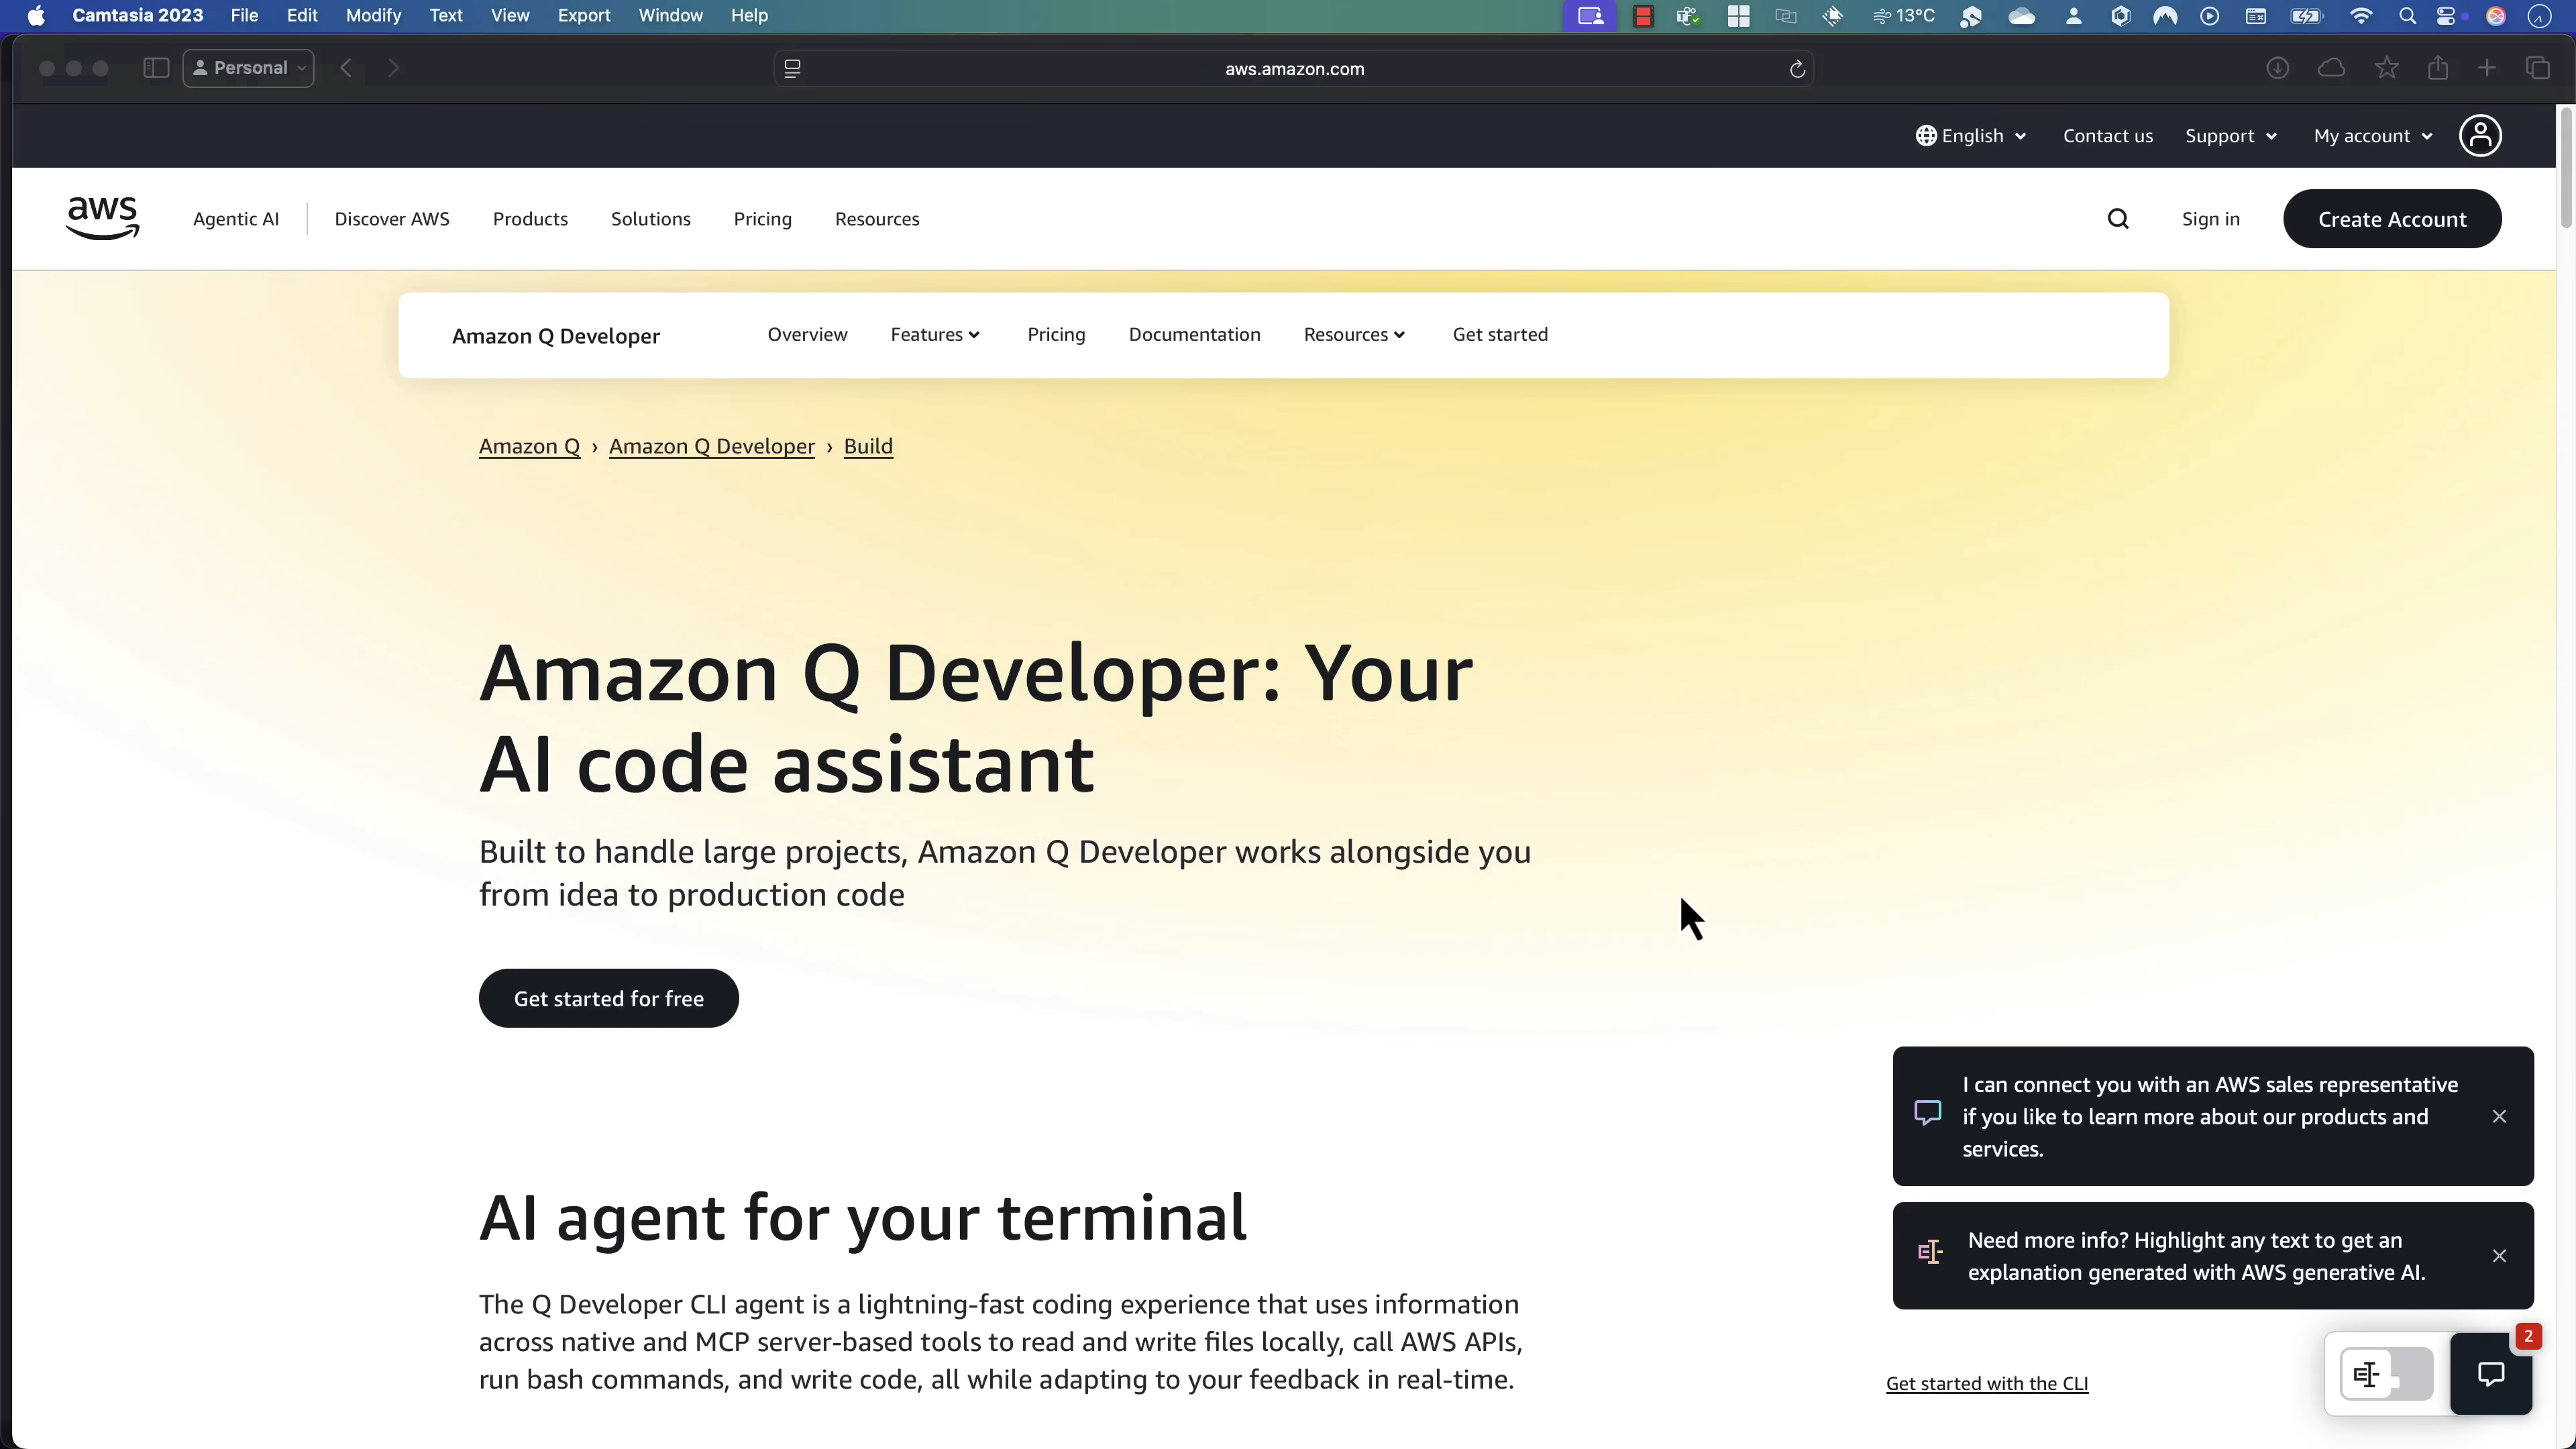 Camtasia 2023 File Edit Modify Text View Export Window Help 13°C
Personal aws.amazon.com
English Contact us Support My account
aws Agentic AI Discover AWS Products Solutions Pricing Resources Sign in Create Account
Amazon Q Developer Overview Features Pricing Documentation Resources Get started
Amazon Q › Amazon Q Developer › Build
Amazon Q Developer: Your
AI code assistant
Built to handle large projects, Amazon Q Developer works alongside you
from idea to production code
Get started for free
I can connect you with an AWS sales representative
if you like to learn more about our products and
services.
AI agent for your terminal
Need more info? Highlight any text to get an
explanation generated with AWS generative AI.
The Q Developer CLI agent is a lightning-fast coding experience that uses information
across native and MCP server-based tools to read and write files locally, call AWS APIs,
run bash commands, and write code, all while adapting to your feedback in real-time.
Get started with the CLI
2